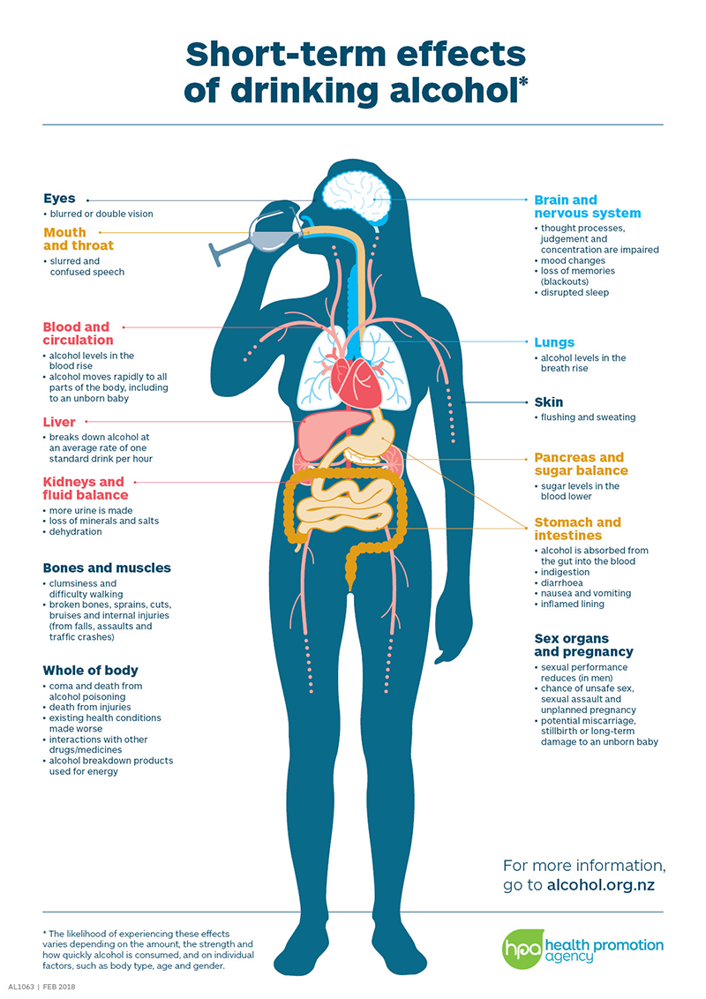 Short-term effects
of drinking alcohol*
Eyes
• blurred or double vision
Mouth
and throat
• slurred and
confused speech
Blood and
circulation
• alcohol levels in the
blood rise
• alcohol moves rapidly to all
parts of the body, including
to an unborn baby
Liver
• breaks down alcohol at
an average rate of one
standard drink per hour
Kidneys and
fluid balance
• more urine is made
• loss of minerals and salts
• dehydration
Bones and muscles
• clumsiness and
difficulty walking
• broken bones, sprains, cuts,
bruises and internal injuries
(from falls, assaults and
traffic crashes)
Whole of body
• coma and death from
alcohol poisoning
• death from injuries
• existing health conditions
made worse
• interactions with other
drugs/medicines
• alcohol breakdown products
used for energy
Brain and
nervous system
• thought processes,
judgement and
concentration are impaired
• mood changes
• loss of memories
(blackouts)
• disrupted sleep
Lungs
• alcohol levels in the
breath rise
Skin
• flushing and sweating
Pancreas and
sugar balance
• sugar levels in the
blood lower
Stomach and
intestines
• alcohol is absorbed from
the gut into the blood
• indigestion
• diarrhoea
• nausea and vomiting
• inflamed lining
Sex organs
and pregnancy
• sexual performance
reduces (in men)
• chance of unsafe sex,
sexual assault and
unplanned pregnancy
• potential miscarriage,
stillbirth or long-term
damage to an unborn baby
For more information,
go to alcohol.org.nz
* The likelihood of experiencing these effects
varies depending on the amount, the strength and
how quickly alcohol is consumed, and on individual
factors, such as body type, age and gender.
hpa health promotion
agency
AL1063 | FEB 2018